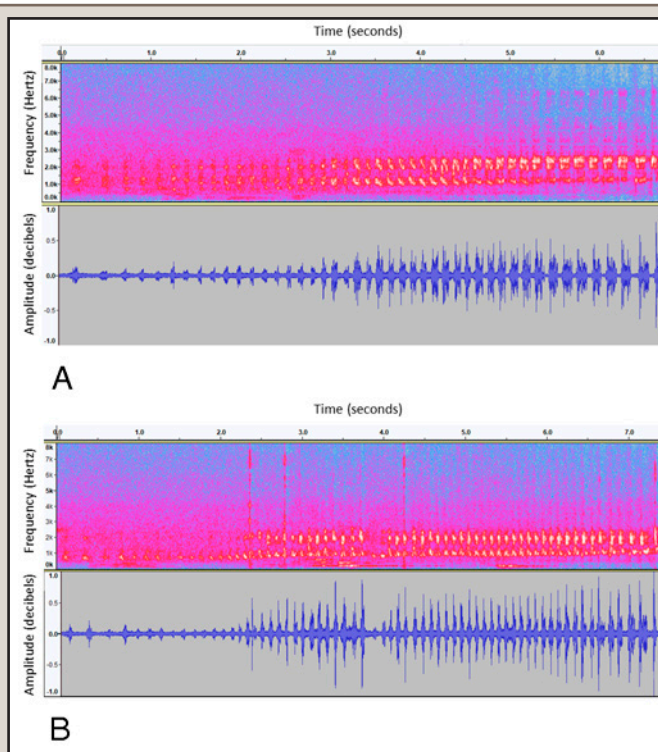 Time (seconds)
0.0 1.0 2.0 3.0 4.0 5.0 6.0
Frequency (Hertz)
8.0k
7.0k
6.0k
5.0k
4.0k
3.0k
2.0k
1.0k
0.0k
Amplitude (decibels)
1.0
0.5
0.0
-0.5
-1.0
A
Time (seconds)
0.0 1.0 2.0 3.0 4.0 5.0 6.0 7.0
Frequency (Hertz)
8k
7k
6k
5k
4k
3k
2k
1k
0k
Amplitude (decibels)
1.0
0.5
0.0
-0.5
-1.0
B